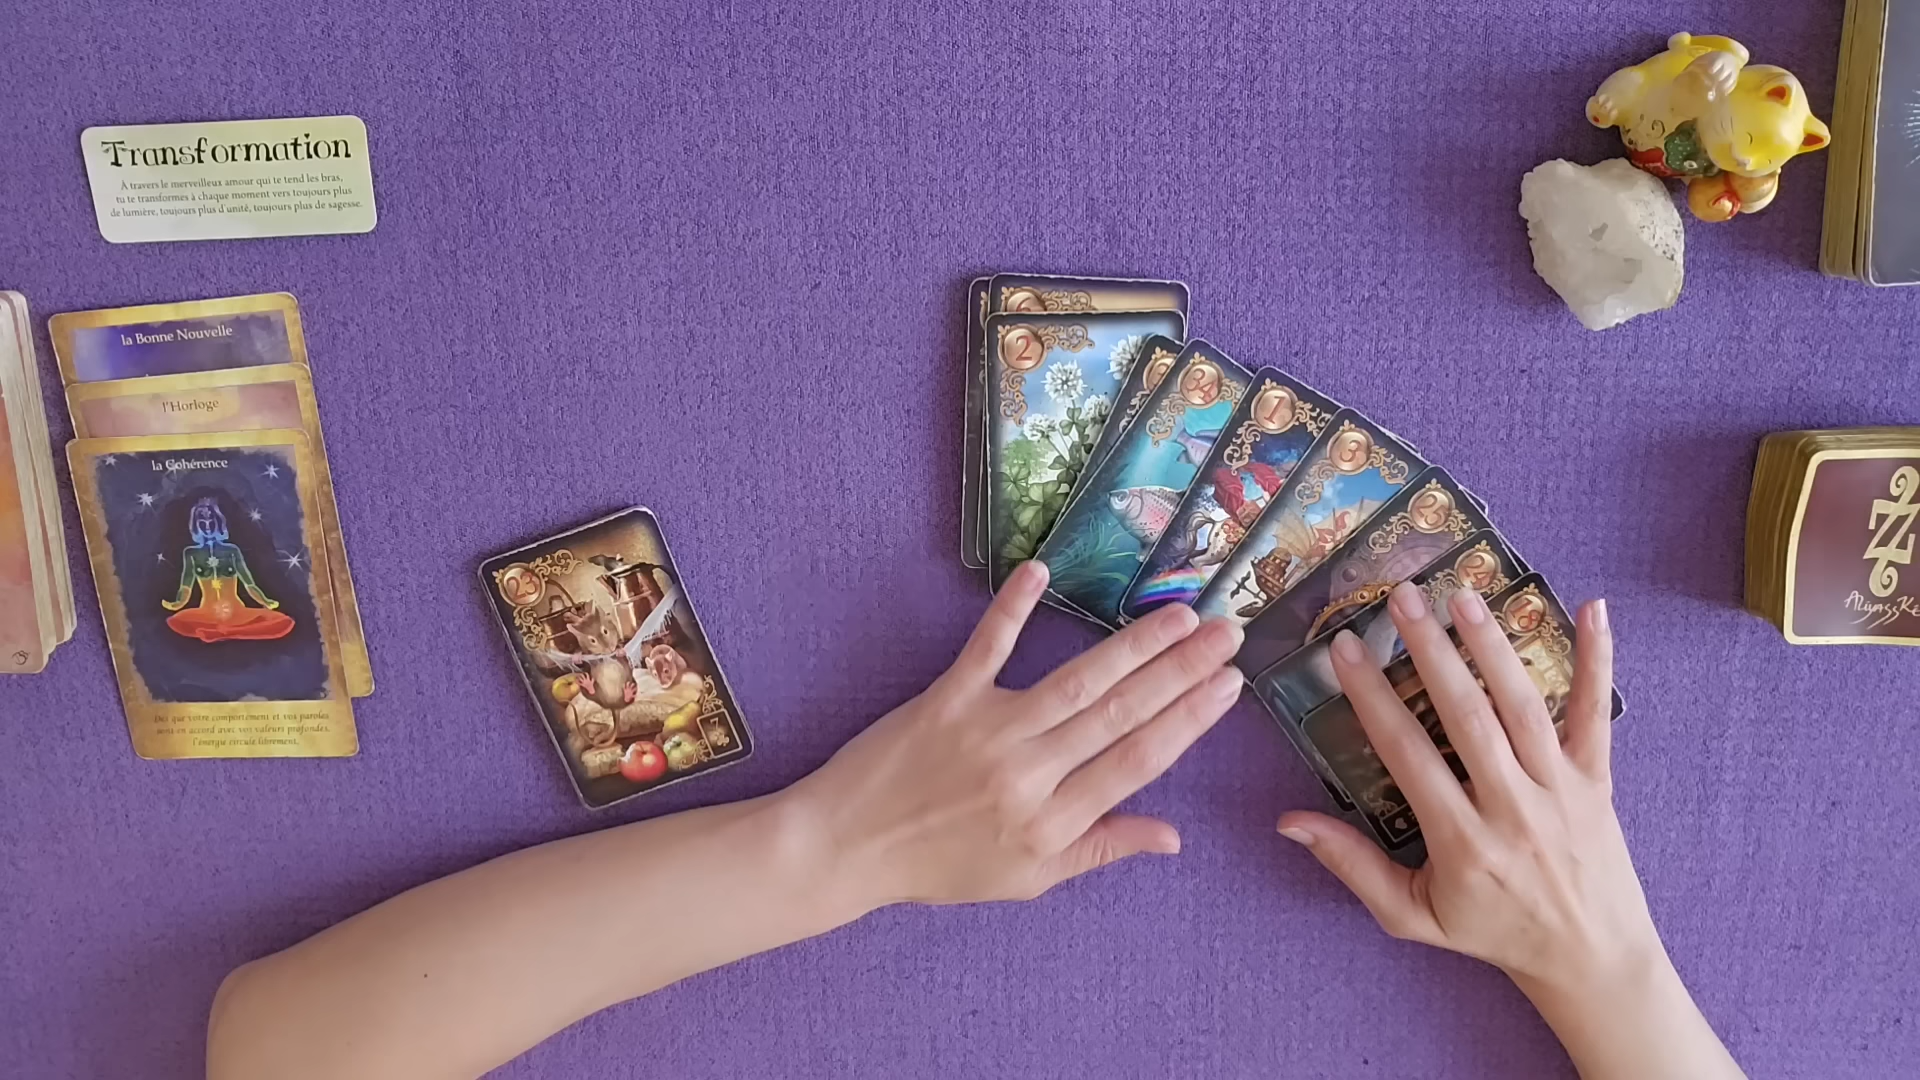 Transformation
À travers le merveilleux amour qui te tend les bras,
tu te transformes à chaque moment vers toujours plus
de lumière, toujours plus d'unité, toujours plus de sagesse.
la Bonne Nouvelle
l'Horloge
la Cohérence
Dès que votre comportement et vos paroles
sont en accord avec vos valeurs profondes,
l'énergie circule librement.
23
7
2
34
1
3
25
24
18